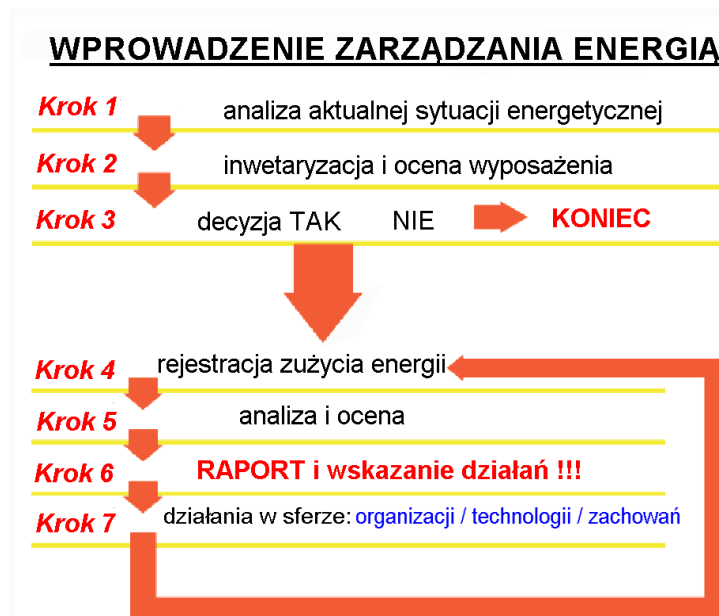 WPROWADZENIE ZARZĄDZANIA ENERGIĄ
Krok 1 analiza aktualnej sytuacji energetycznej
Krok 2 inwetaryzacja i ocena wyposażenia
Krok 3 decyzja TAK NIE KONIEC
Krok 4 rejestracja zużycia energii
Krok 5 analiza i ocena
Krok 6 RAPORT i wskazanie działań !!!
Krok 7 działania w sferze: organizacji / technologii / zachowań